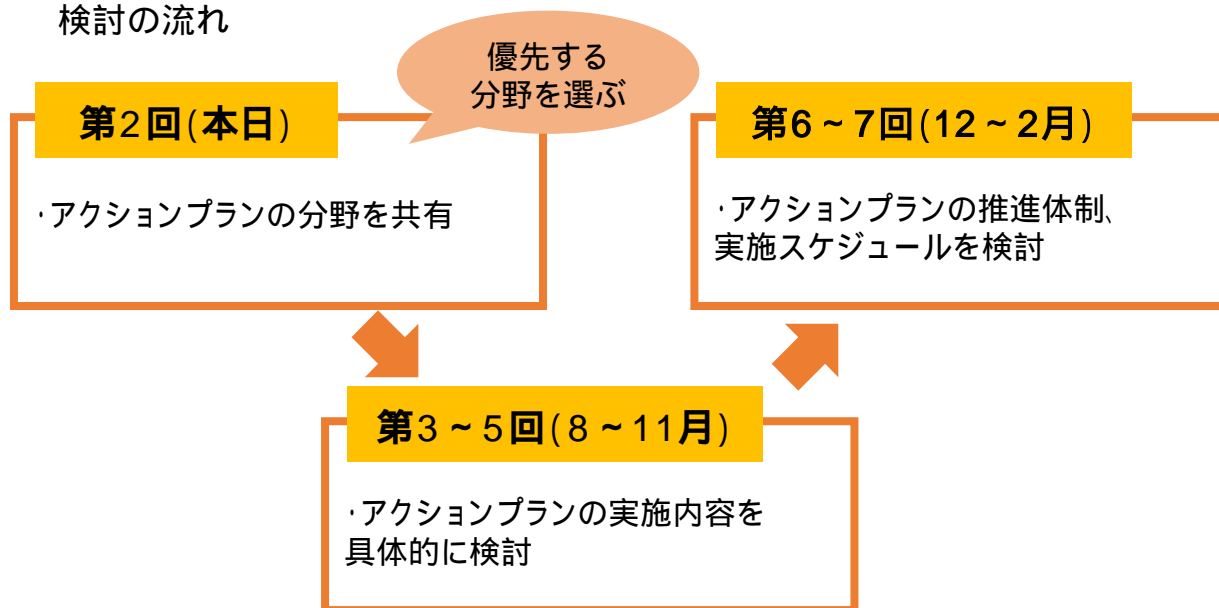 検討の流れ
優先する
分野を選ぶ
第2回(本日)
・アクションプランの分野を共有
第3~5回(8~11月)
・アクションプランの実施内容を
具体的に検討
第6~7回(12~2月)
・アクションプランの推進体制、
実施スケジュールを検討